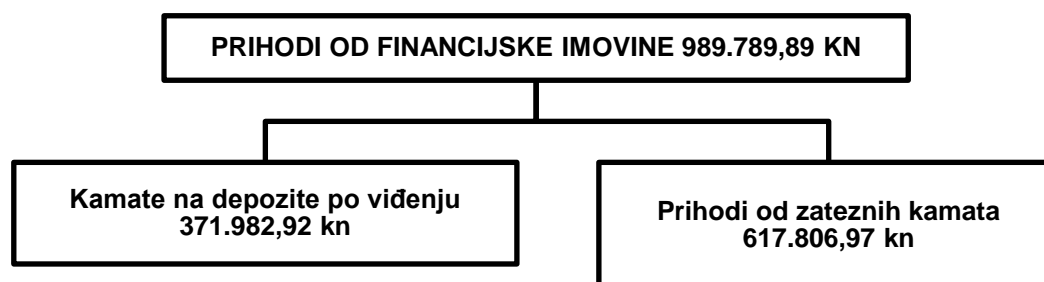 PRIHODI OD FINANCIJSKE IMOVINE 989.789,89 KN
Kamate na depozite po viđenju
371.982,92 kn
Prihodi od zateznih kamata
617.806,97 kn